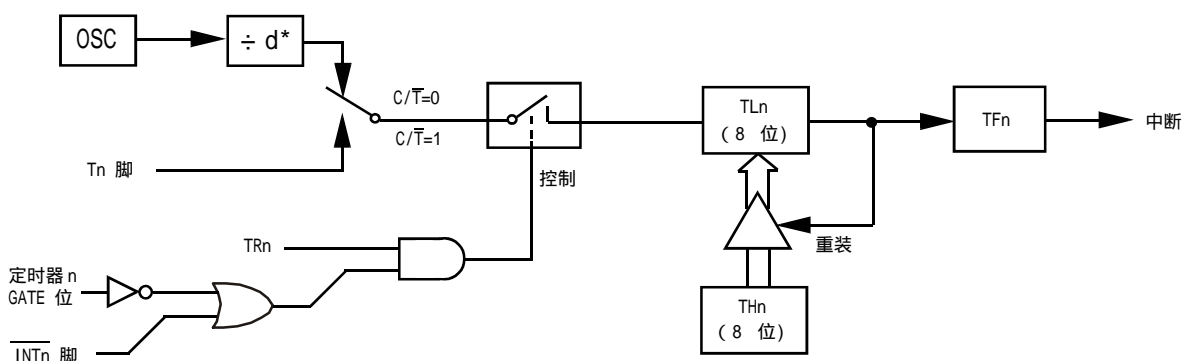 OSC
÷ d*
C/T̅=0
C/T̅=1
Tn 脚
控制
TLn
(8 位)
TFn
中断
重装
TRn
定时器 n
GATE 位
I̅N̅T̅n̅ 脚
THn
(8 位)